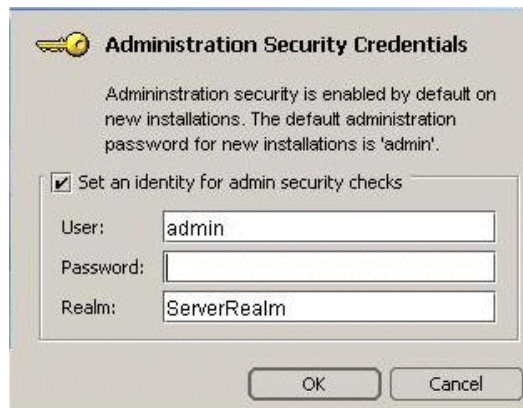 Administration Security Credentials
Admininstration security is enabled by default on
new installations. The default administration
password for new installations is 'admin'.
Set an identity for admin security checks
User: admin
Password:
Realm: ServerRealm
OK Cancel